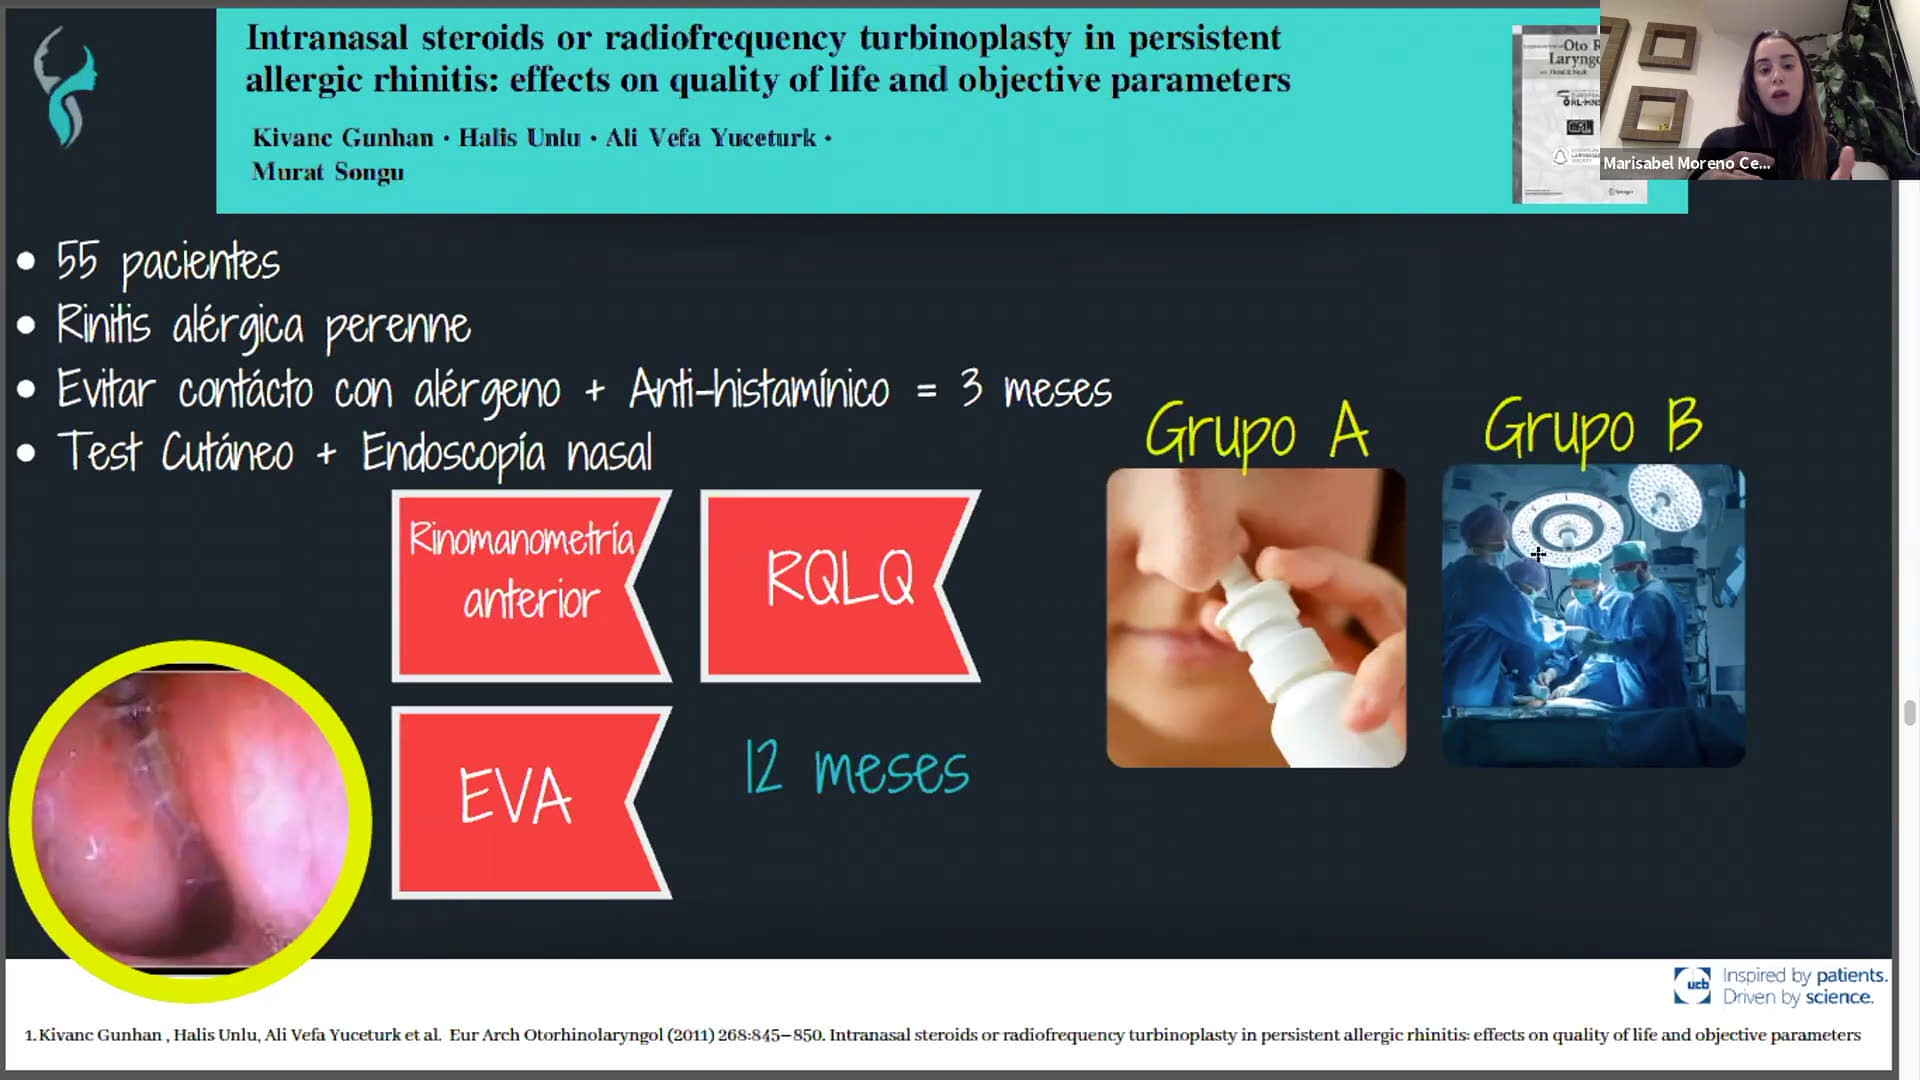 Intranasal steroids or radiofrequency turbinoplasty in persistent
allergic rhinitis: effects on quality of life and objective parameters
Kivanc Gunhan · Halis Unlu · Ali Vefa Yuceturk ·
Murat Songu
Oto R
Laryngo
Marisabel Moreno Ce...
• 55 pacientes
• Rinitis alérgica perenne
• Evitar contácto con alérgeno + Anti-histamínico = 3 meses
• Test Cutáneo + Endoscopía nasal
Grupo A
Grupo B
Rinomanometría
anterior
RQLQ
EVA
12 meses
ucb
Inspired by patients.
Driven by science.
1. Kivanc Gunhan , Halis Unlu, Ali Vefa Yuceturk et al. Eur Arch Otorhinolaryngol (2011) 268:845–850. Intranasal steroids or radiofrequency turbinoplasty in persistent allergic rhinitis: effects on quality of life and objective parameters